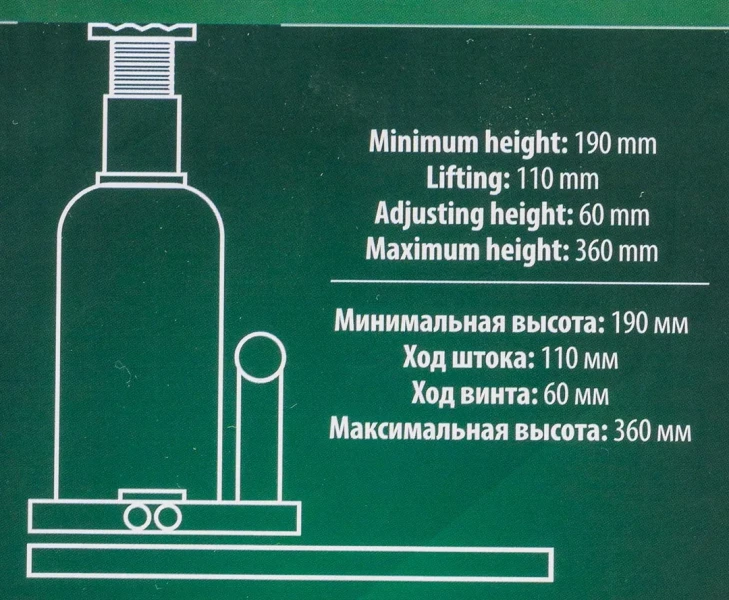 Minimum height: 190 mm
Lifting: 110 mm
Adjusting height: 60 mm
Maximum height: 360 mm
Минимальная высота: 190 мм
Ход штока: 110 мм
Ход винта: 60 мм
Максимальная высота: 360 мм